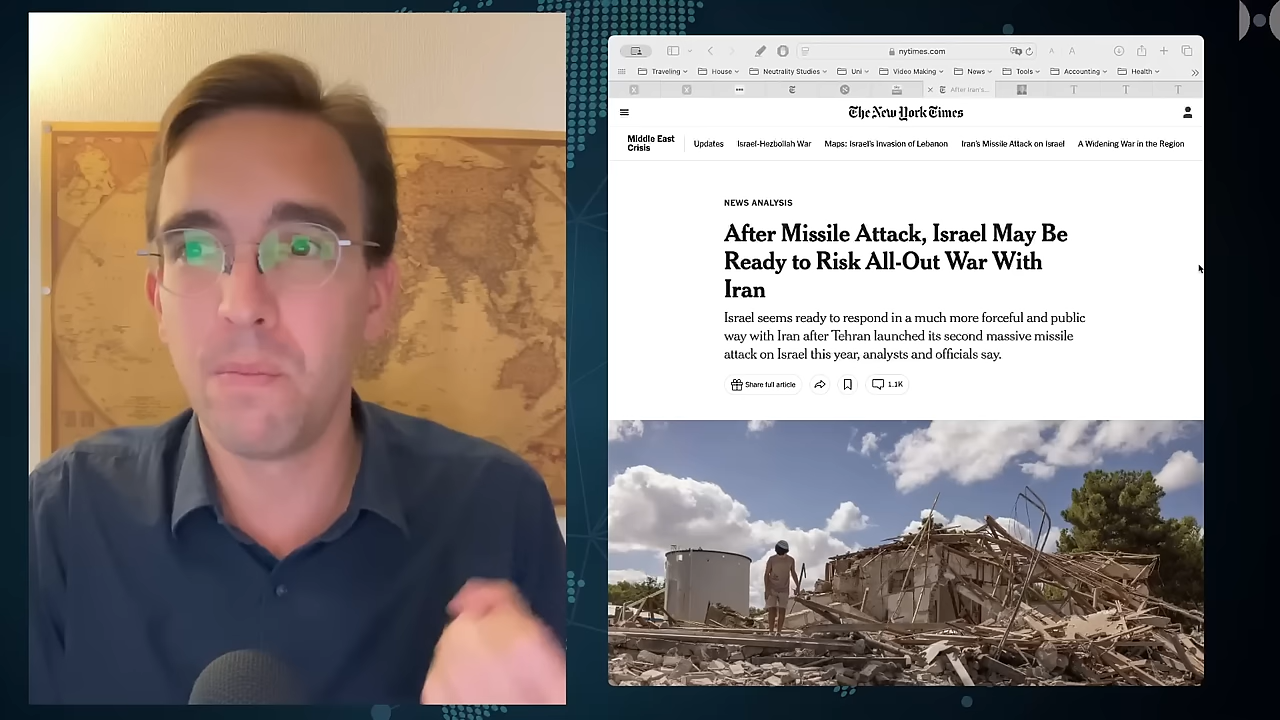 nytimes.com
A A
Traveling House Neutrality Studies Uni Video Making News Tools Accounting Health
After Iran's...
The New York Times
Middle East
Crisis
Updates Israel-Hezbollah War Maps: Israel's Invasion of Lebanon Iran's Missile Attack on Israel A Widening War in the Region
NEWS ANALYSIS
After Missile Attack, Israel May Be
Ready to Risk All-Out War With
Iran
Israel seems ready to respond in a much more forceful and public
way with Iran after Tehran launched its second massive missile
attack on Israel this year, analysts and officials say.
Share full article 1.1K